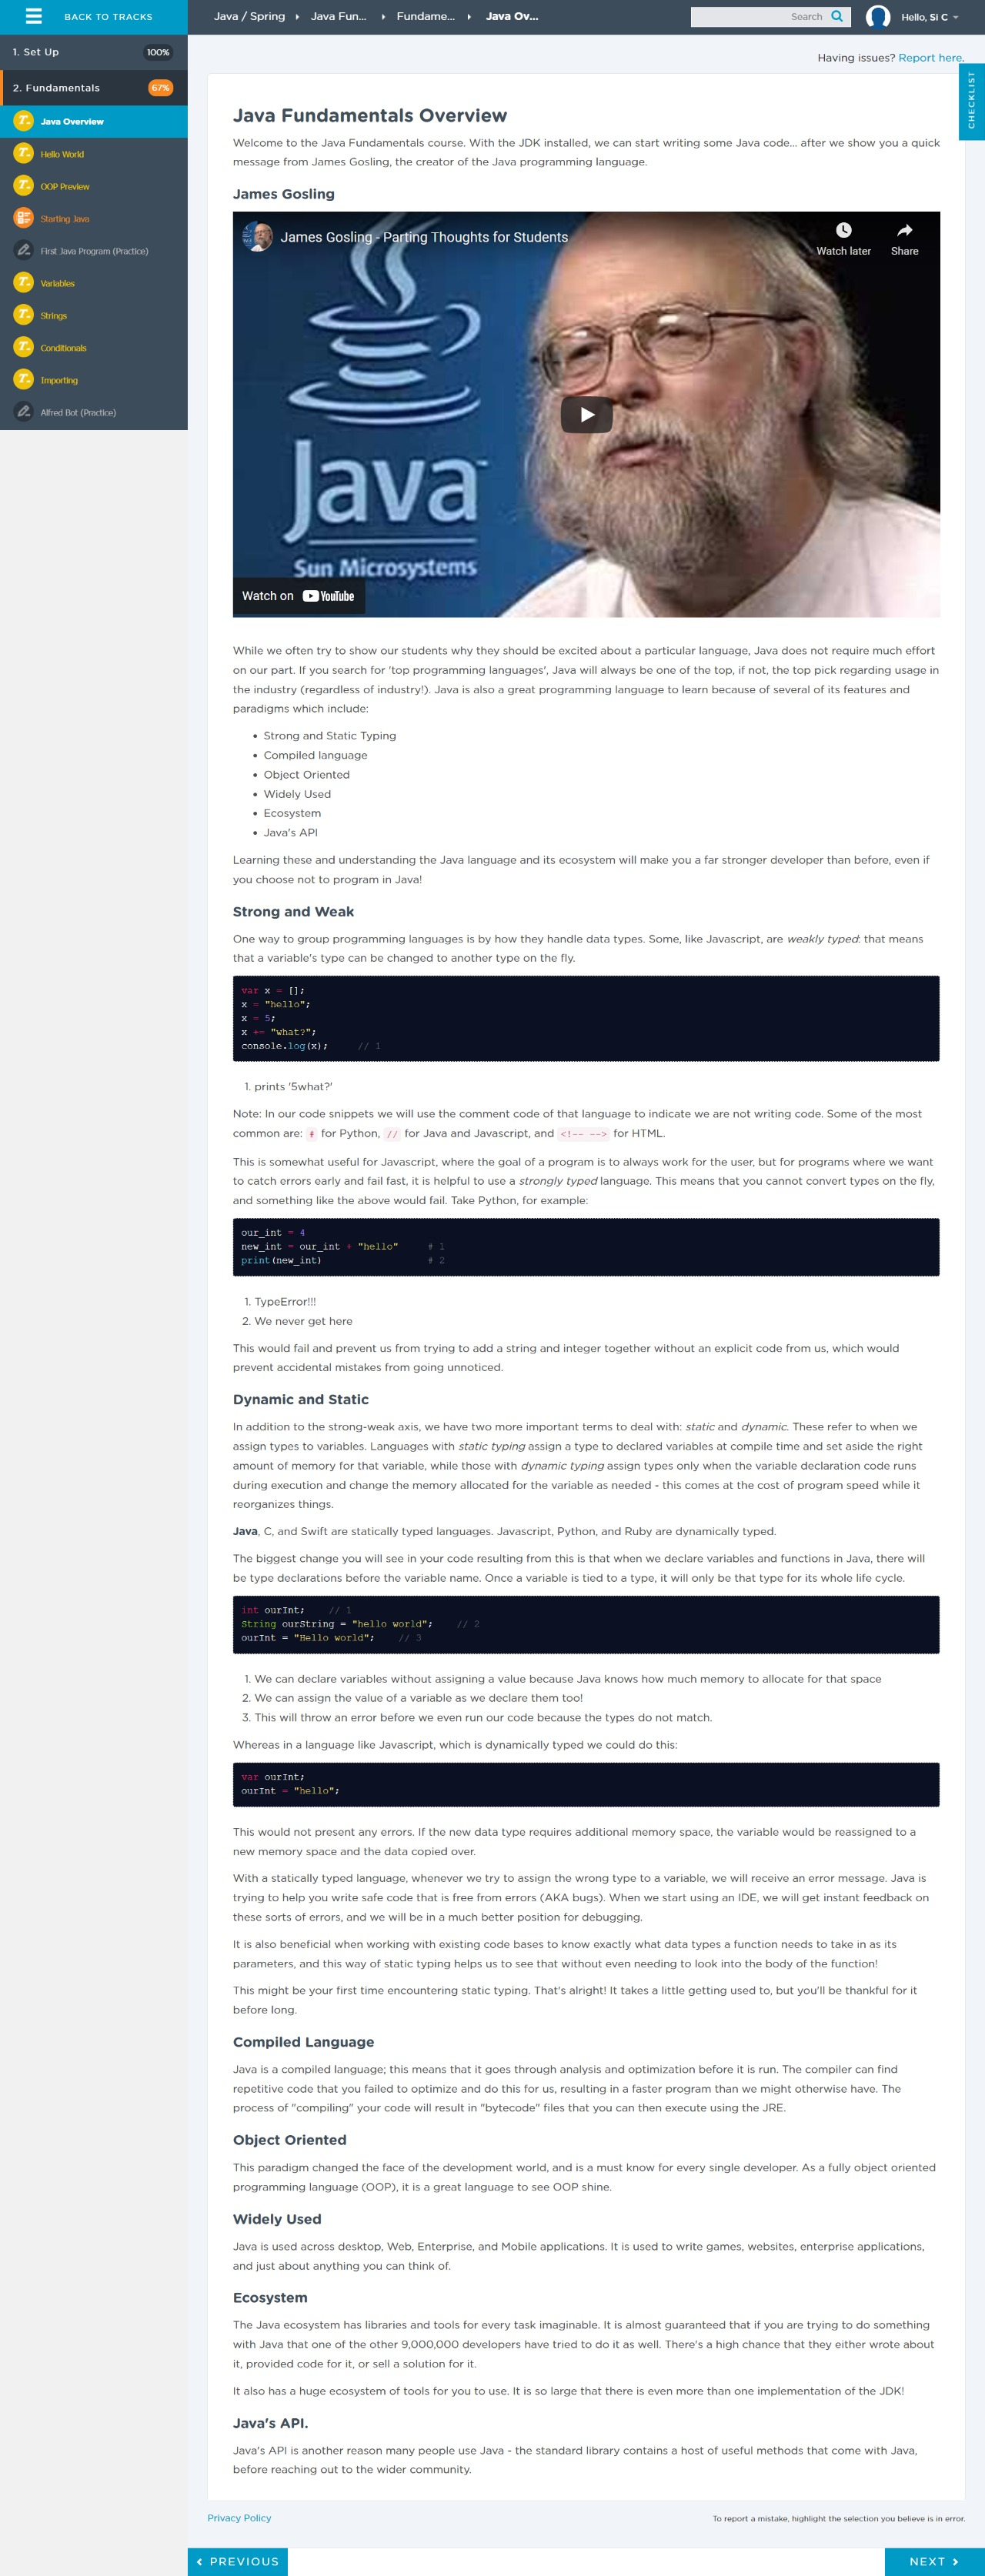 BACK TO TRACKS
Java / Spring ▸ Java Fun... ▸ Fundame... ▸ Java Ov...
Search
Hello, Si C
1. Set Up 100%
2. Fundamentals 67%
Java Overview
Hello World
OOP Preview
Starting Java
First Java Program (Practice)
Variables
Strings
Conditionals
Importing
Alfred Bot (Practice)
Having issues? Report here.
CHECKLIST
Java Fundamentals Overview
Welcome to the Java Fundamentals course. With the JDK installed, we can start writing some Java code... after we show you a quick
message from James Gosling, the creator of the Java programming language.
James Gosling
James Gosling - Parting Thoughts for Students
Watch later
Share
Java
Sun Microsystems
Watch on YouTube
While we often try to show our students why they should be excited about a particular language, Java does not require much effort
on our part. If you search for 'top programming languages', Java will always be one of the top, if not, the top pick regarding usage in
the industry (regardless of industry!). Java is also a great programming language to learn because of several of its features and
paradigms which include:
• Strong and Static Typing
• Compiled language
• Object Oriented
• Widely Used
• Ecosystem
• Java's API
Learning these and understanding the Java language and its ecosystem will make you a far stronger developer than before, even if
you choose not to program in Java!
Strong and Weak
One way to group programming languages is by how they handle data types. Some, like Javascript, are weakly typed: that means
that a variable's type can be changed to another type on the fly.
var x = [];
x = "hello";
x = 5;
x += "what?";
console.log(x); // 1
1. prints '5what?'
Note: In our code snippets we will use the comment code of that language to indicate we are not writing code. Some of the most
common are: # for Python, // for Java and Javascript, and <!-- --> for HTML.
This is somewhat useful for Javascript, where the goal of a program is to always work for the user, but for programs where we want
to catch errors early and fail fast, it is helpful to use a strongly typed language. This means that you cannot convert types on the fly,
and something like the above would fail. Take Python, for example:
our_int = 4
new_int = our_int + "hello" # 1
print(new_int) # 2
1. TypeError!!!
2. We never get here
This would fail and prevent us from trying to add a string and integer together without an explicit code from us, which would
prevent accidental mistakes from going unnoticed.
Dynamic and Static
In addition to the strong-weak axis, we have two more important terms to deal with: static and dynamic. These refer to when we
assign types to variables. Languages with static typing assign a type to declared variables at compile time and set aside the right
amount of memory for that variable, while those with dynamic typing assign types only when the variable declaration code runs
during execution and change the memory allocated for the variable as needed - this comes at the cost of program speed while it
reorganizes things.
Java, C, and Swift are statically typed languages. Javascript, Python, and Ruby are dynamically typed.
The biggest change you will see in your code resulting from this is that when we declare variables and functions in Java, there will
be type declarations before the variable name. Once a variable is tied to a type, it will only be that type for its whole life cycle.
int ourInt; // 1
String ourString = "hello world"; // 2
ourInt = "Hello world"; // 3
1. We can declare variables without assigning a value because Java knows how much memory to allocate for that space
2. We can assign the value of a variable as we declare them too!
3. This will throw an error before we even run our code because the types do not match.
Whereas in a language like Javascript, which is dynamically typed we could do this:
var ourInt;
ourInt = "hello";
This would not present any errors. If the new data type requires additional memory space, the variable would be reassigned to a
new memory space and the data copied over.
With a statically typed language, whenever we try to assign the wrong type to a variable, we will receive an error message. Java is
trying to help you write safe code that is free from errors (AKA bugs). When we start using an IDE, we will get instant feedback on
these sorts of errors, and we will be in a much better position for debugging.
It is also beneficial when working with existing code bases to know exactly what data types a function needs to take in as its
parameters, and this way of static typing helps us to see that without even needing to look into the body of the function!
This might be your first time encountering static typing. That's alright! It takes a little getting used to, but you'll be thankful for it
before long.
Compiled Language
Java is a compiled language; this means that it goes through analysis and optimization before it is run. The compiler can find
repetitive code that you failed to optimize and do this for us, resulting in a faster program than we might otherwise have. The
process of "compiling" your code will result in "bytecode" files that you can then execute using the JRE.
Object Oriented
This paradigm changed the face of the development world, and is a must know for every single developer. As a fully object oriented
programming language (OOP), it is a great language to see OOP shine.
Widely Used
Java is used across desktop, Web, Enterprise, and Mobile applications. It is used to write games, websites, enterprise applications,
and just about anything you can think of.
Ecosystem
The Java ecosystem has libraries and tools for every task imaginable. It is almost guaranteed that if you are trying to do something
with Java that one of the other 9,000,000 developers have tried to do it as well. There's a high chance that they either wrote about
it, provided code for it, or sell a solution for it.
It also has a huge ecosystem of tools for you to use. It is so large that there is even more than one implementation of the JDK!
Java's API.
Java's API is another reason many people use Java - the standard library contains a host of useful methods that come with Java,
before reaching out to the wider community.
Privacy Policy
To report a mistake, highlight the selection you believe is in error.
PREVIOUS
NEXT